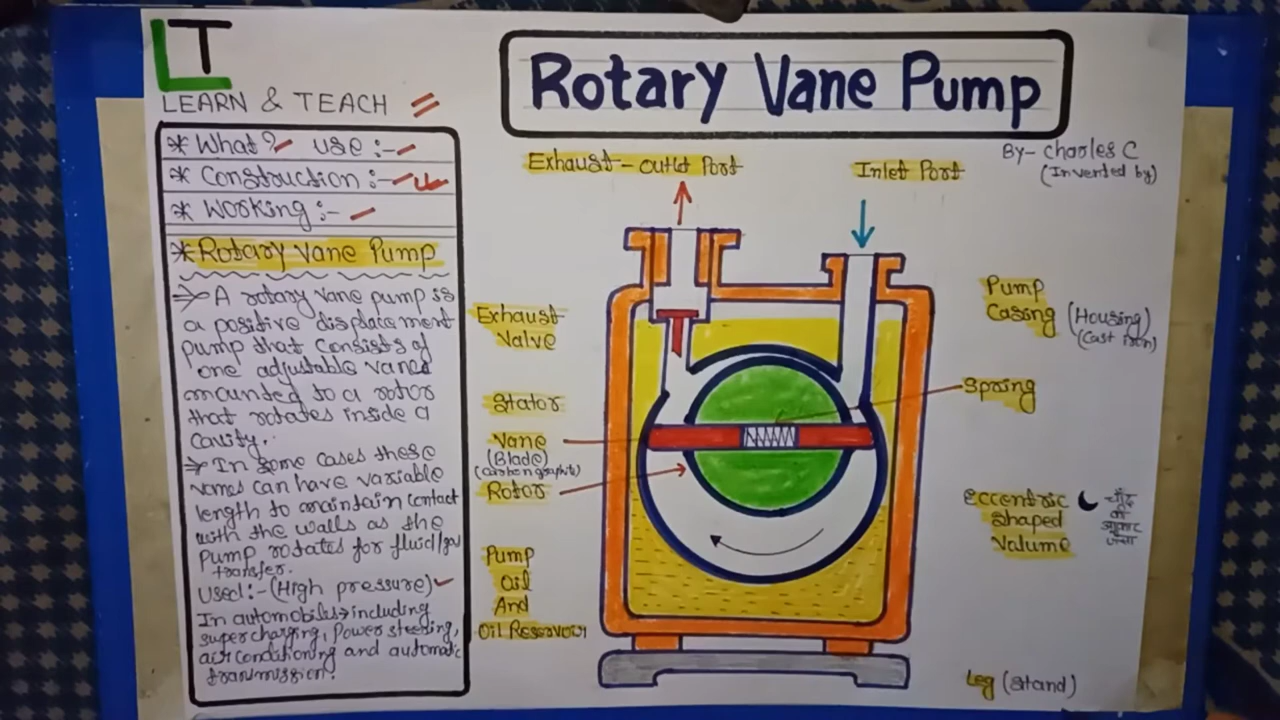 LT
LEARN & TEACH
Rotary Vane Pump
By- Charles C
(Invented by)
* What? use :-
* Construction :-
* Working :-
* Rotary vane Pump
→ A rotary vane pump is
a positive displacement
pump that consists of
one adjustable vanes
mounted to a rotor
that rotates inside a
cavity.
→ In some cases these
vanes can have variable
length to maintain contact
with the walls as the
Pump rotates for fluid/gas
transfer.
Used :- (High pressure)
In automobiles → including
supercharging, Power steering,
air conditioning and automatic
transmission.
Exhaust - Outlet Port
Inlet Port
Exhaust
Valve
Stator
Vane
(Blade)
(Carbon graphite)
Rotor
Pump
Oil
And
Oil Reservoir
Pump
Casing (Housing)
(Cast iron)
Spring
Eccentric
Shaped
Volume
चाँद
के
आकार
जैसा
Leg (Stand)